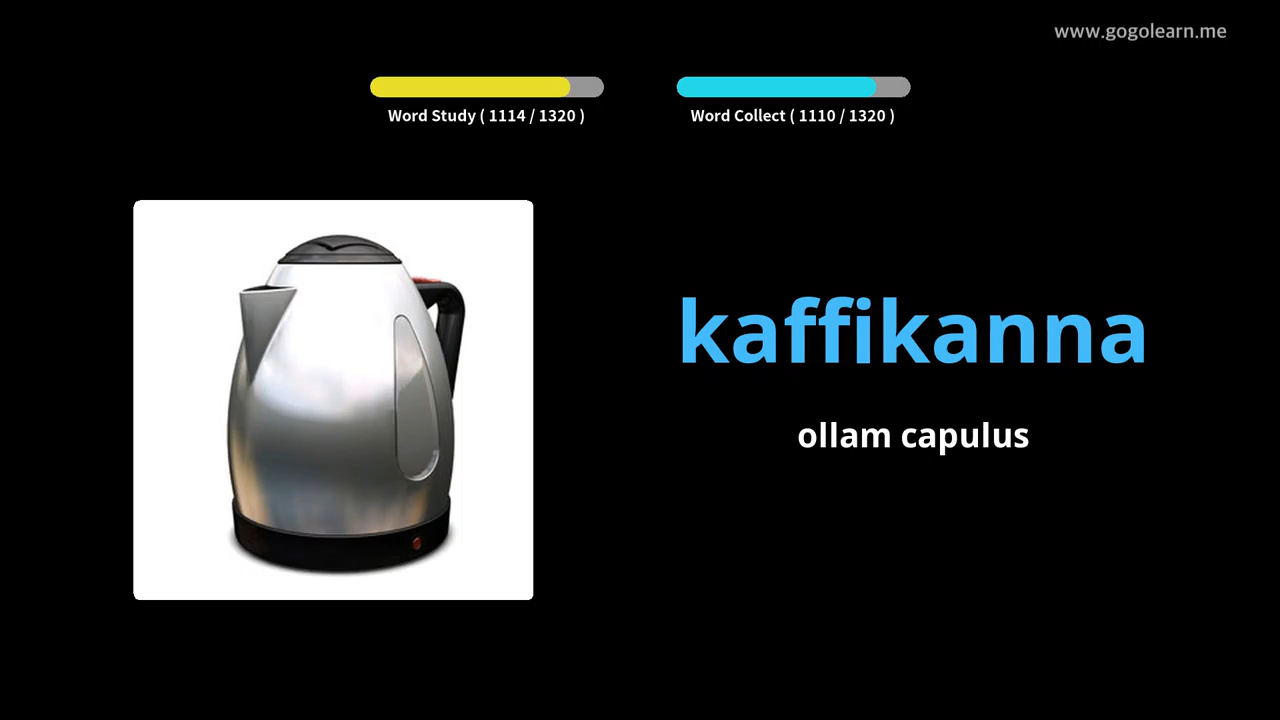 www.gogolearn.me
Word Study ( 1114 / 1320 )
Word Collect ( 1110 / 1320 )
kaffikanna
ollam capulus